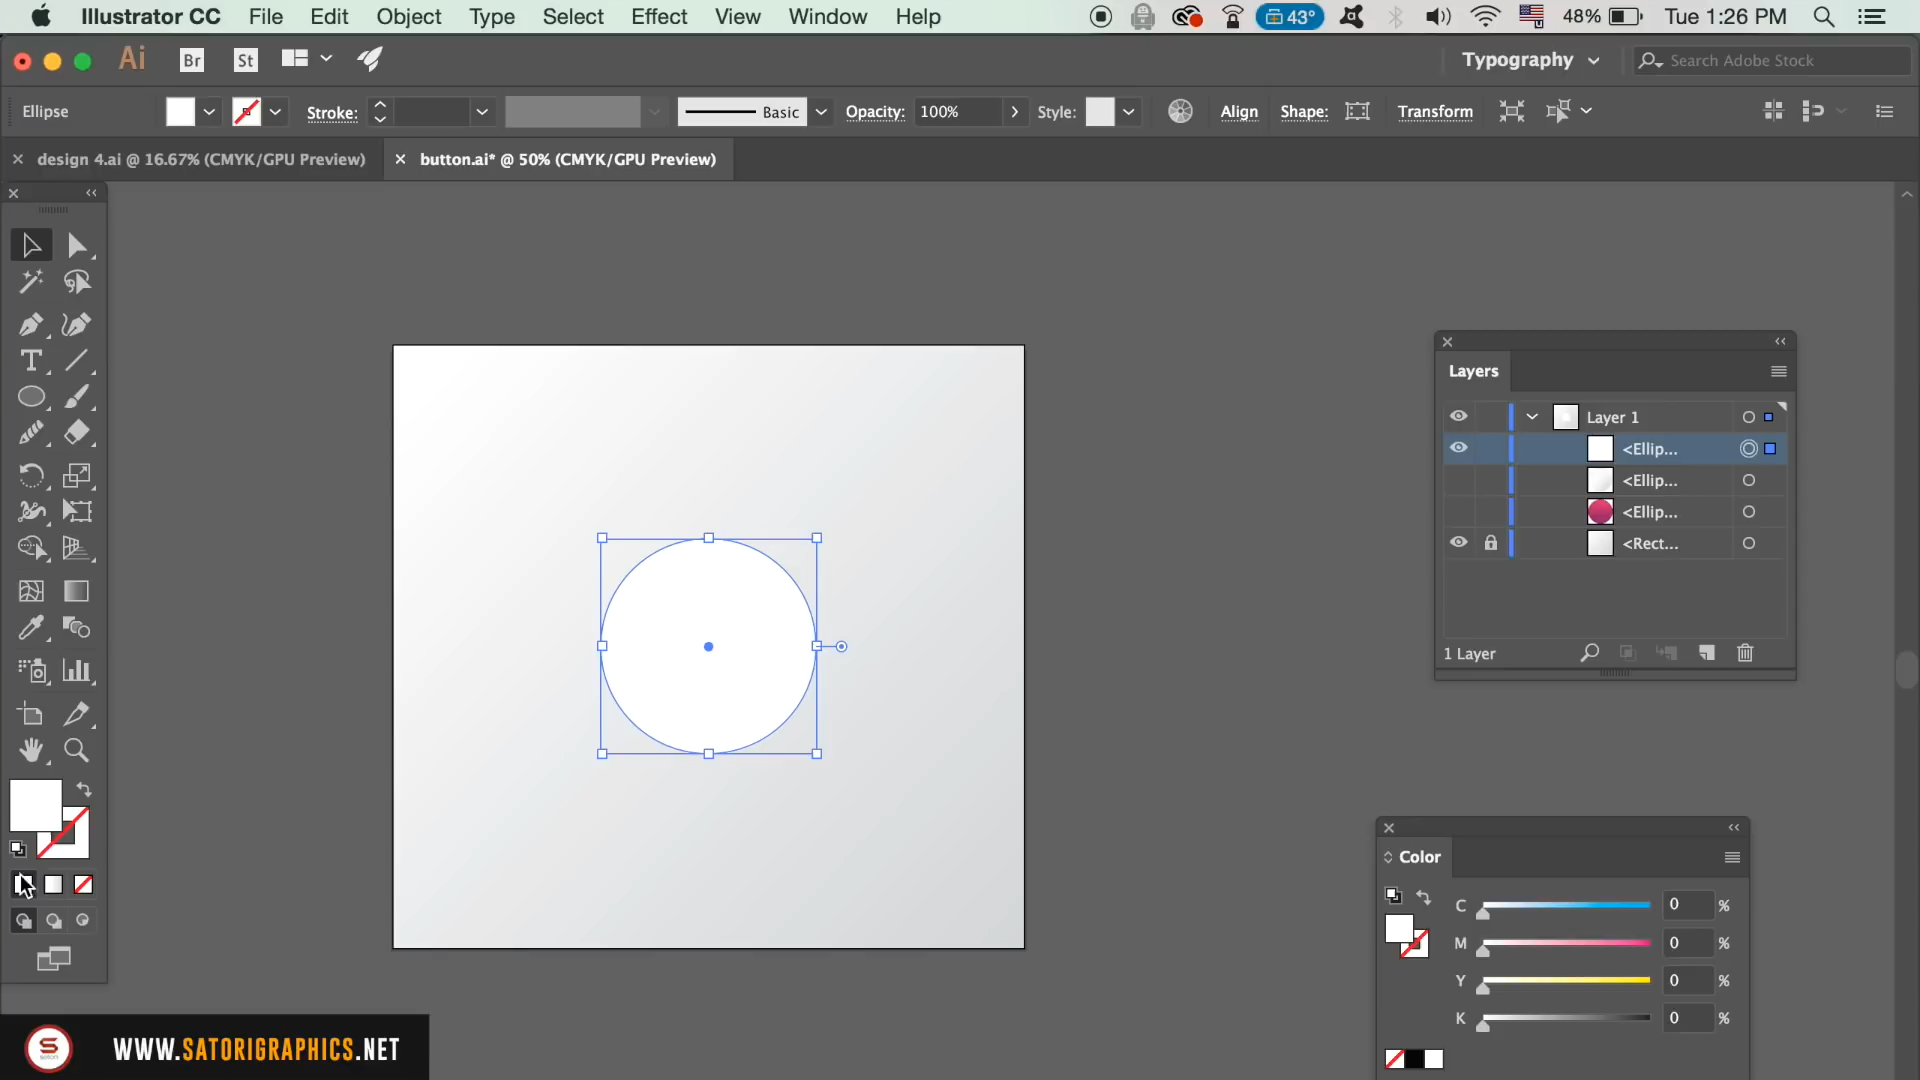 Illustrator CC File Edit Object Type Select Effect View Window Help 43° 48% Tue 1:26 PM
Ai Br St Typography Search Adobe Stock
Ellipse Stroke: Basic Opacity: 100% Style: Align Shape: Transform
design 4.ai @ 16.67% (CMYK/GPU Preview) button.ai* @ 50% (CMYK/GPU Preview)
Layers
Layer 1
<Ellip...
<Ellip...
<Ellip...
<Rect...
1 Layer
Color
C 0 %
M 0 %
Y 0 %
K 0 %
WWW.SATORIGRAPHICS.NET